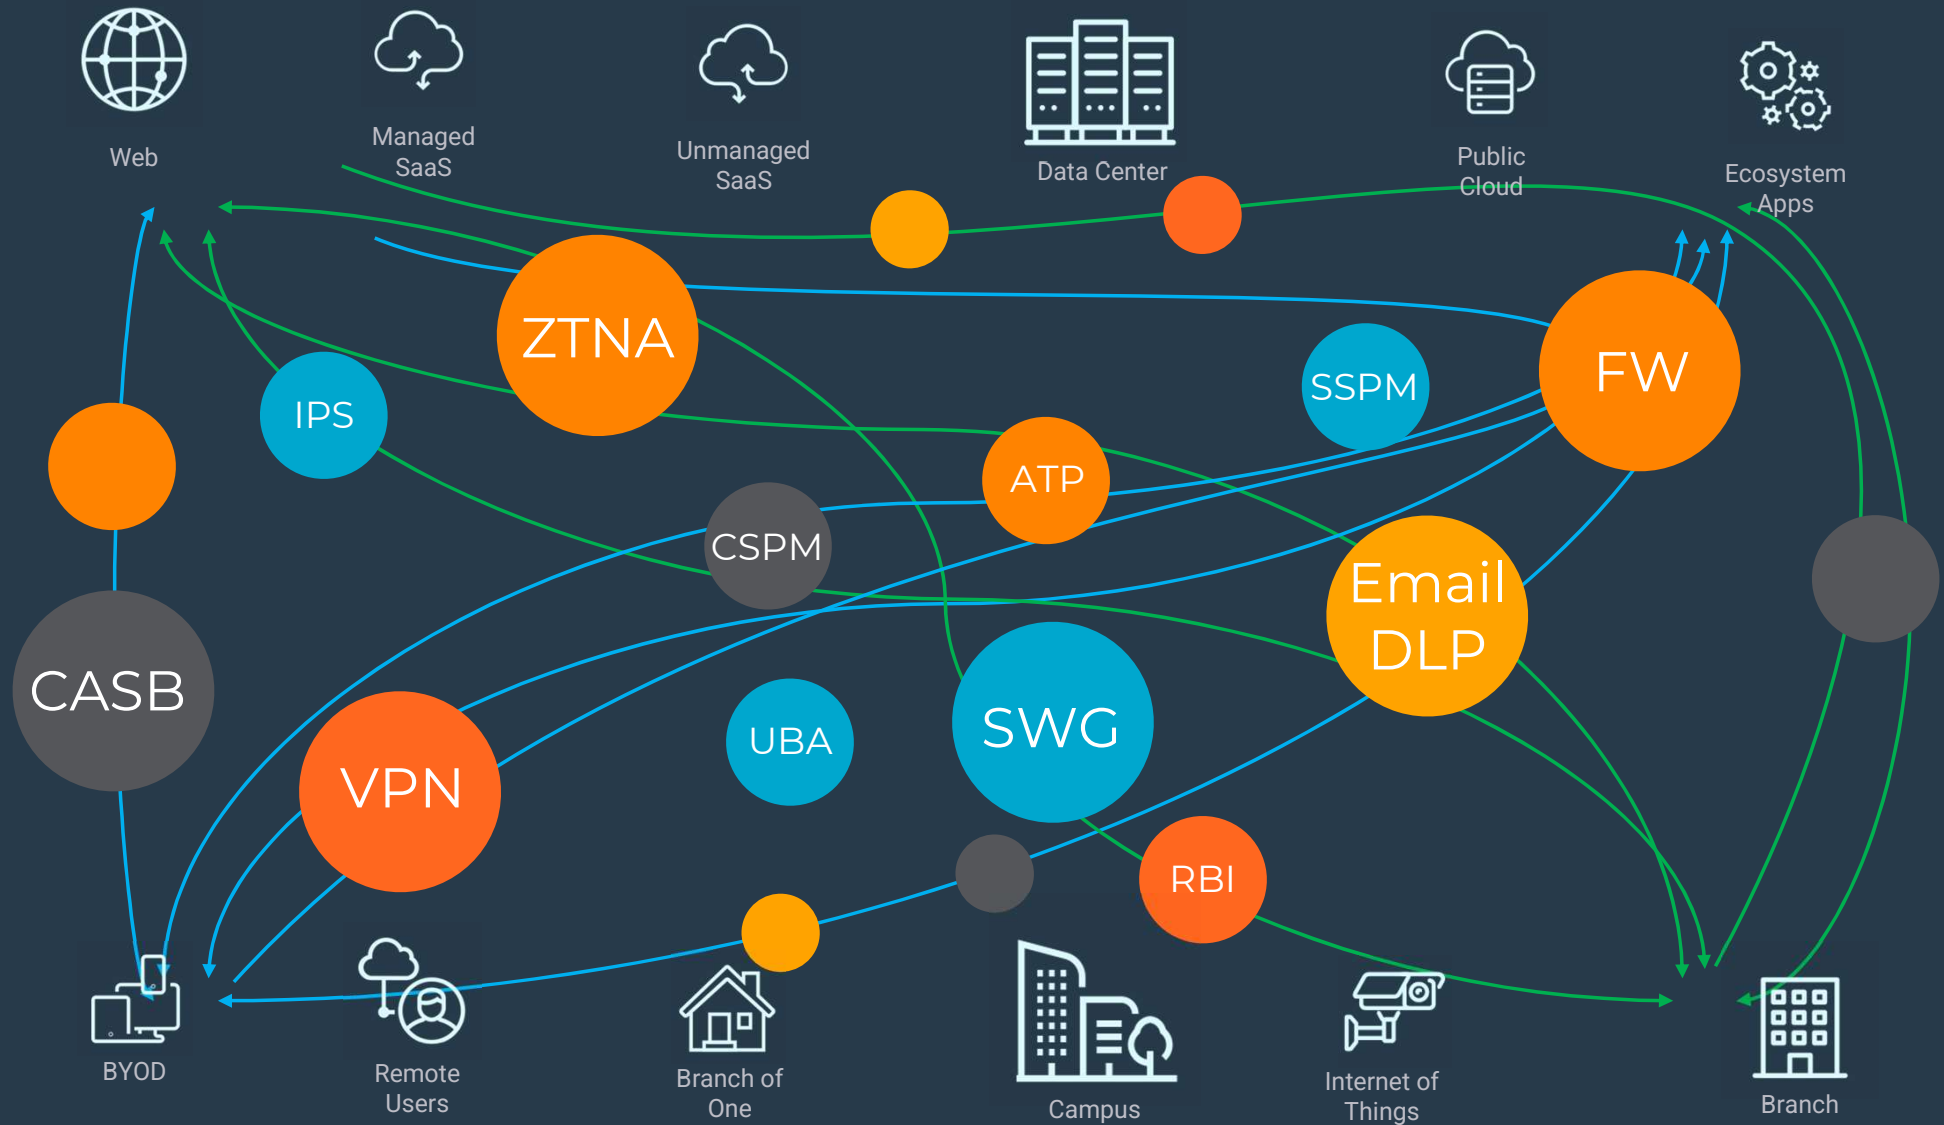 Web
Managed
SaaS
Unmanaged
SaaS
Data Center
Public
Cloud
Ecosystem
Apps
ZTNA
FW
SSPM
IPS
ATP
CSPM
Email
DLP
CASB
SWG
UBA
VPN
RBI
BYOD
Remote
Users
Branch of
One
Campus
Internet of
Things
Branch